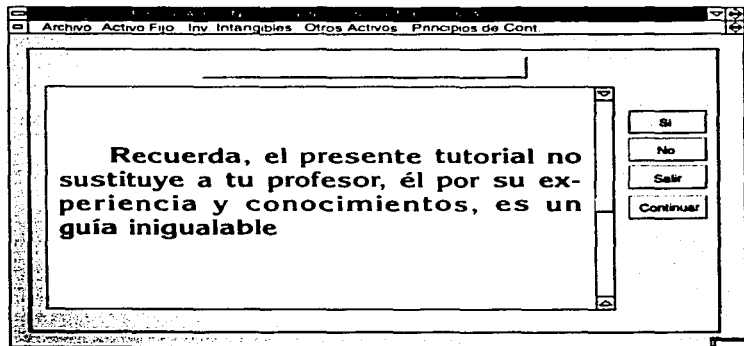 Archivo Activo Fijo Inv. Intangibles Otros Activos Principios de Cont.
Recuerda, el presente tutorial no
sustituye a tu profesor, él por su ex-
periencia y conocimientos, es un
guía inigualable
Si
No
Salir
Continuar